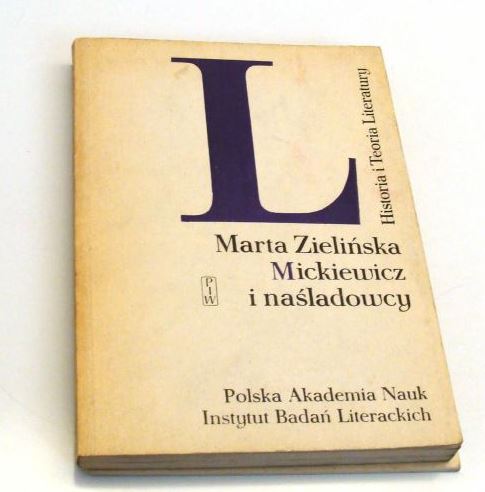 L
Historia i Teoria Literatury
Marta Zielińska
Mickiewicz
i naśladowcy
PIW
Polska Akademia Nauk
Instytut Badań Literackich